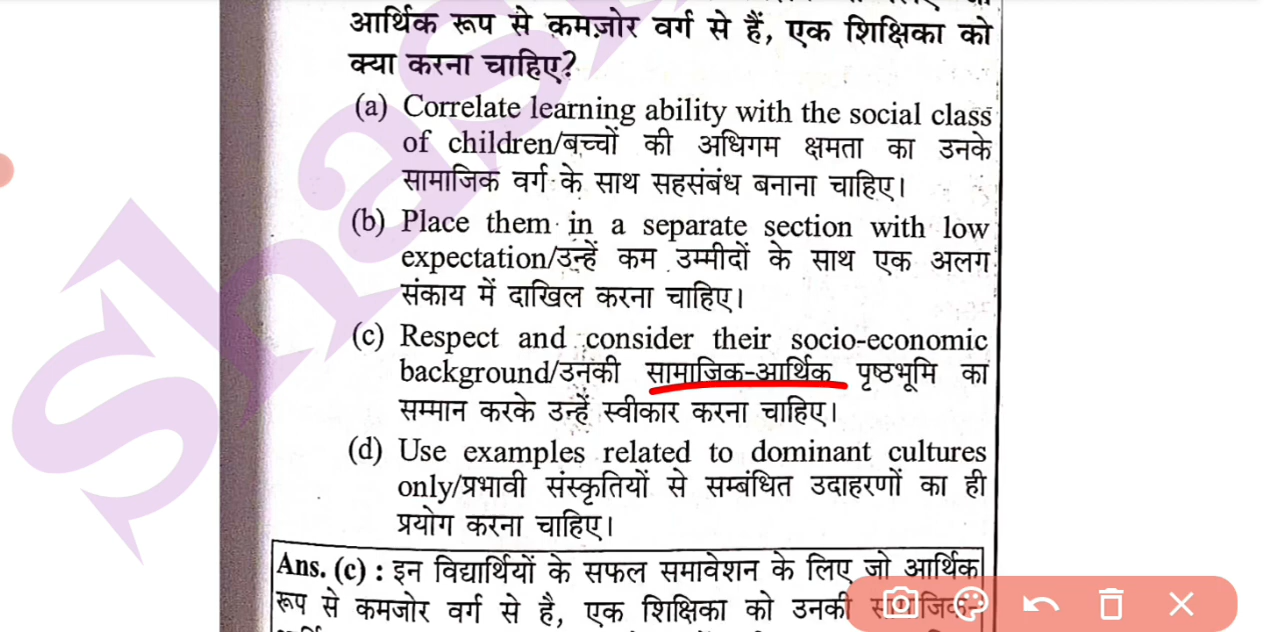 आर्थिक रूप से कमज़ोर वर्ग से हैं, एक शिक्षिका को
क्या करना चाहिए?
(a) Correlate learning ability with the social class
of children/बच्चों की अधिगम क्षमता का उनके
सामाजिक वर्ग के साथ सहसंबंध बनाना चाहिए।
(b) Place them in a separate section with low
expectation/उन्हें कम उम्मीदों के साथ एक अलग
संकाय में दाखिल करना चाहिए।
(c) Respect and consider their socio-economic
background/उनकी सामाजिक-आर्थिक पृष्ठभूमि का
सम्मान करके उन्हें स्वीकार करना चाहिए।
(d) Use examples related to dominant cultures
only/प्रभावी संस्कृतियों से सम्बंधित उदाहरणों का ही
प्रयोग करना चाहिए।
Ans. (c) : इन विद्यार्थियों के सफल समावेशन के लिए जो आर्थिक
रूप से कमजोर वर्ग से है, एक शिक्षिका को उनकी सामाजिक-